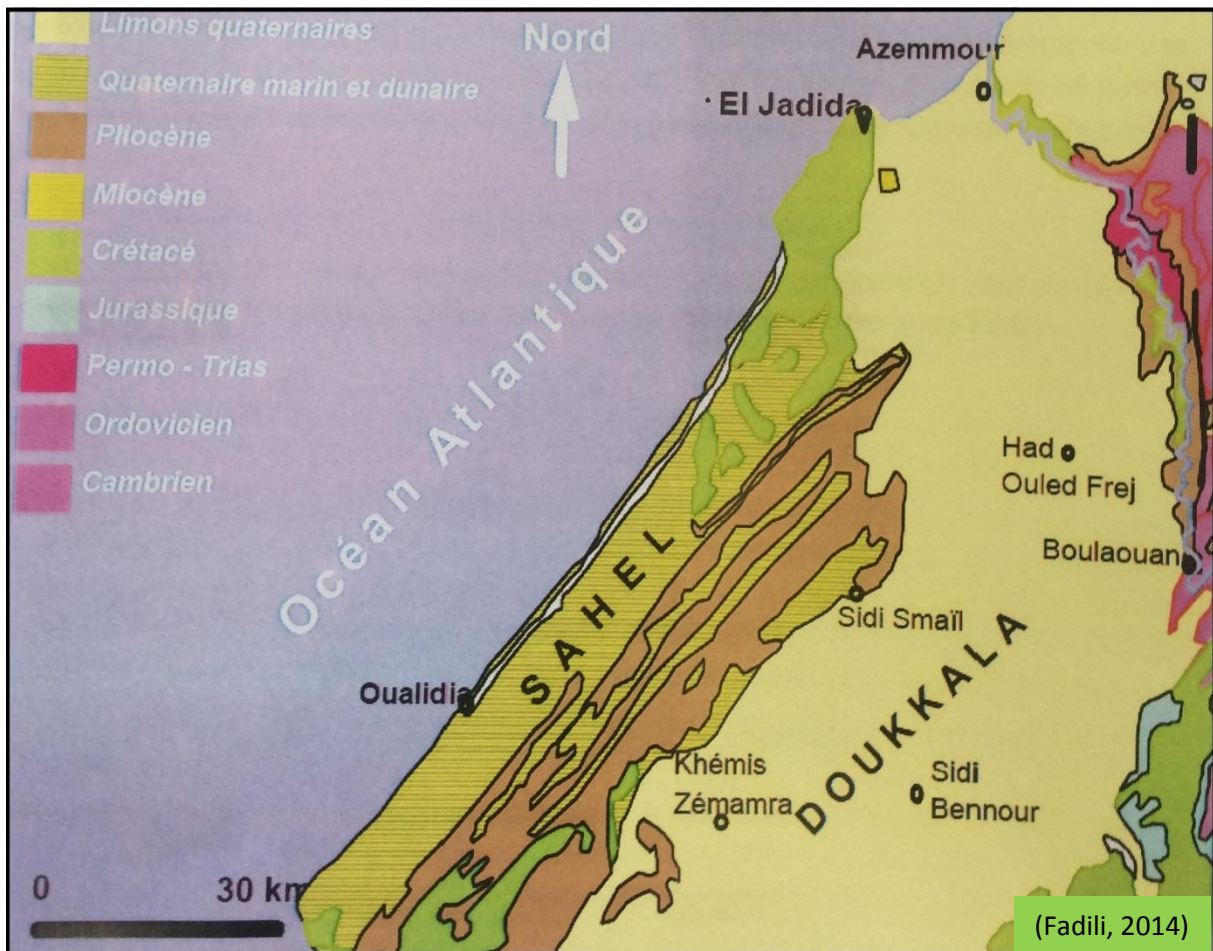 Limons quaternaires
Quaternaire marin et dunaire
Pliocène
Miocène
Crétacé
Jurassique
Permo - Trias
Ordovicien
Cambrien
Nord
Azemmour
El Jadida
Océan Atlantique
Had
Ouled Frej
Boulaouan
SAHEL
Sidi Smaïl
Oualidia
DOUKKALA
Khémis
Zémamra
Sidi
Bennour
0 30 km
(Fadili, 2014)